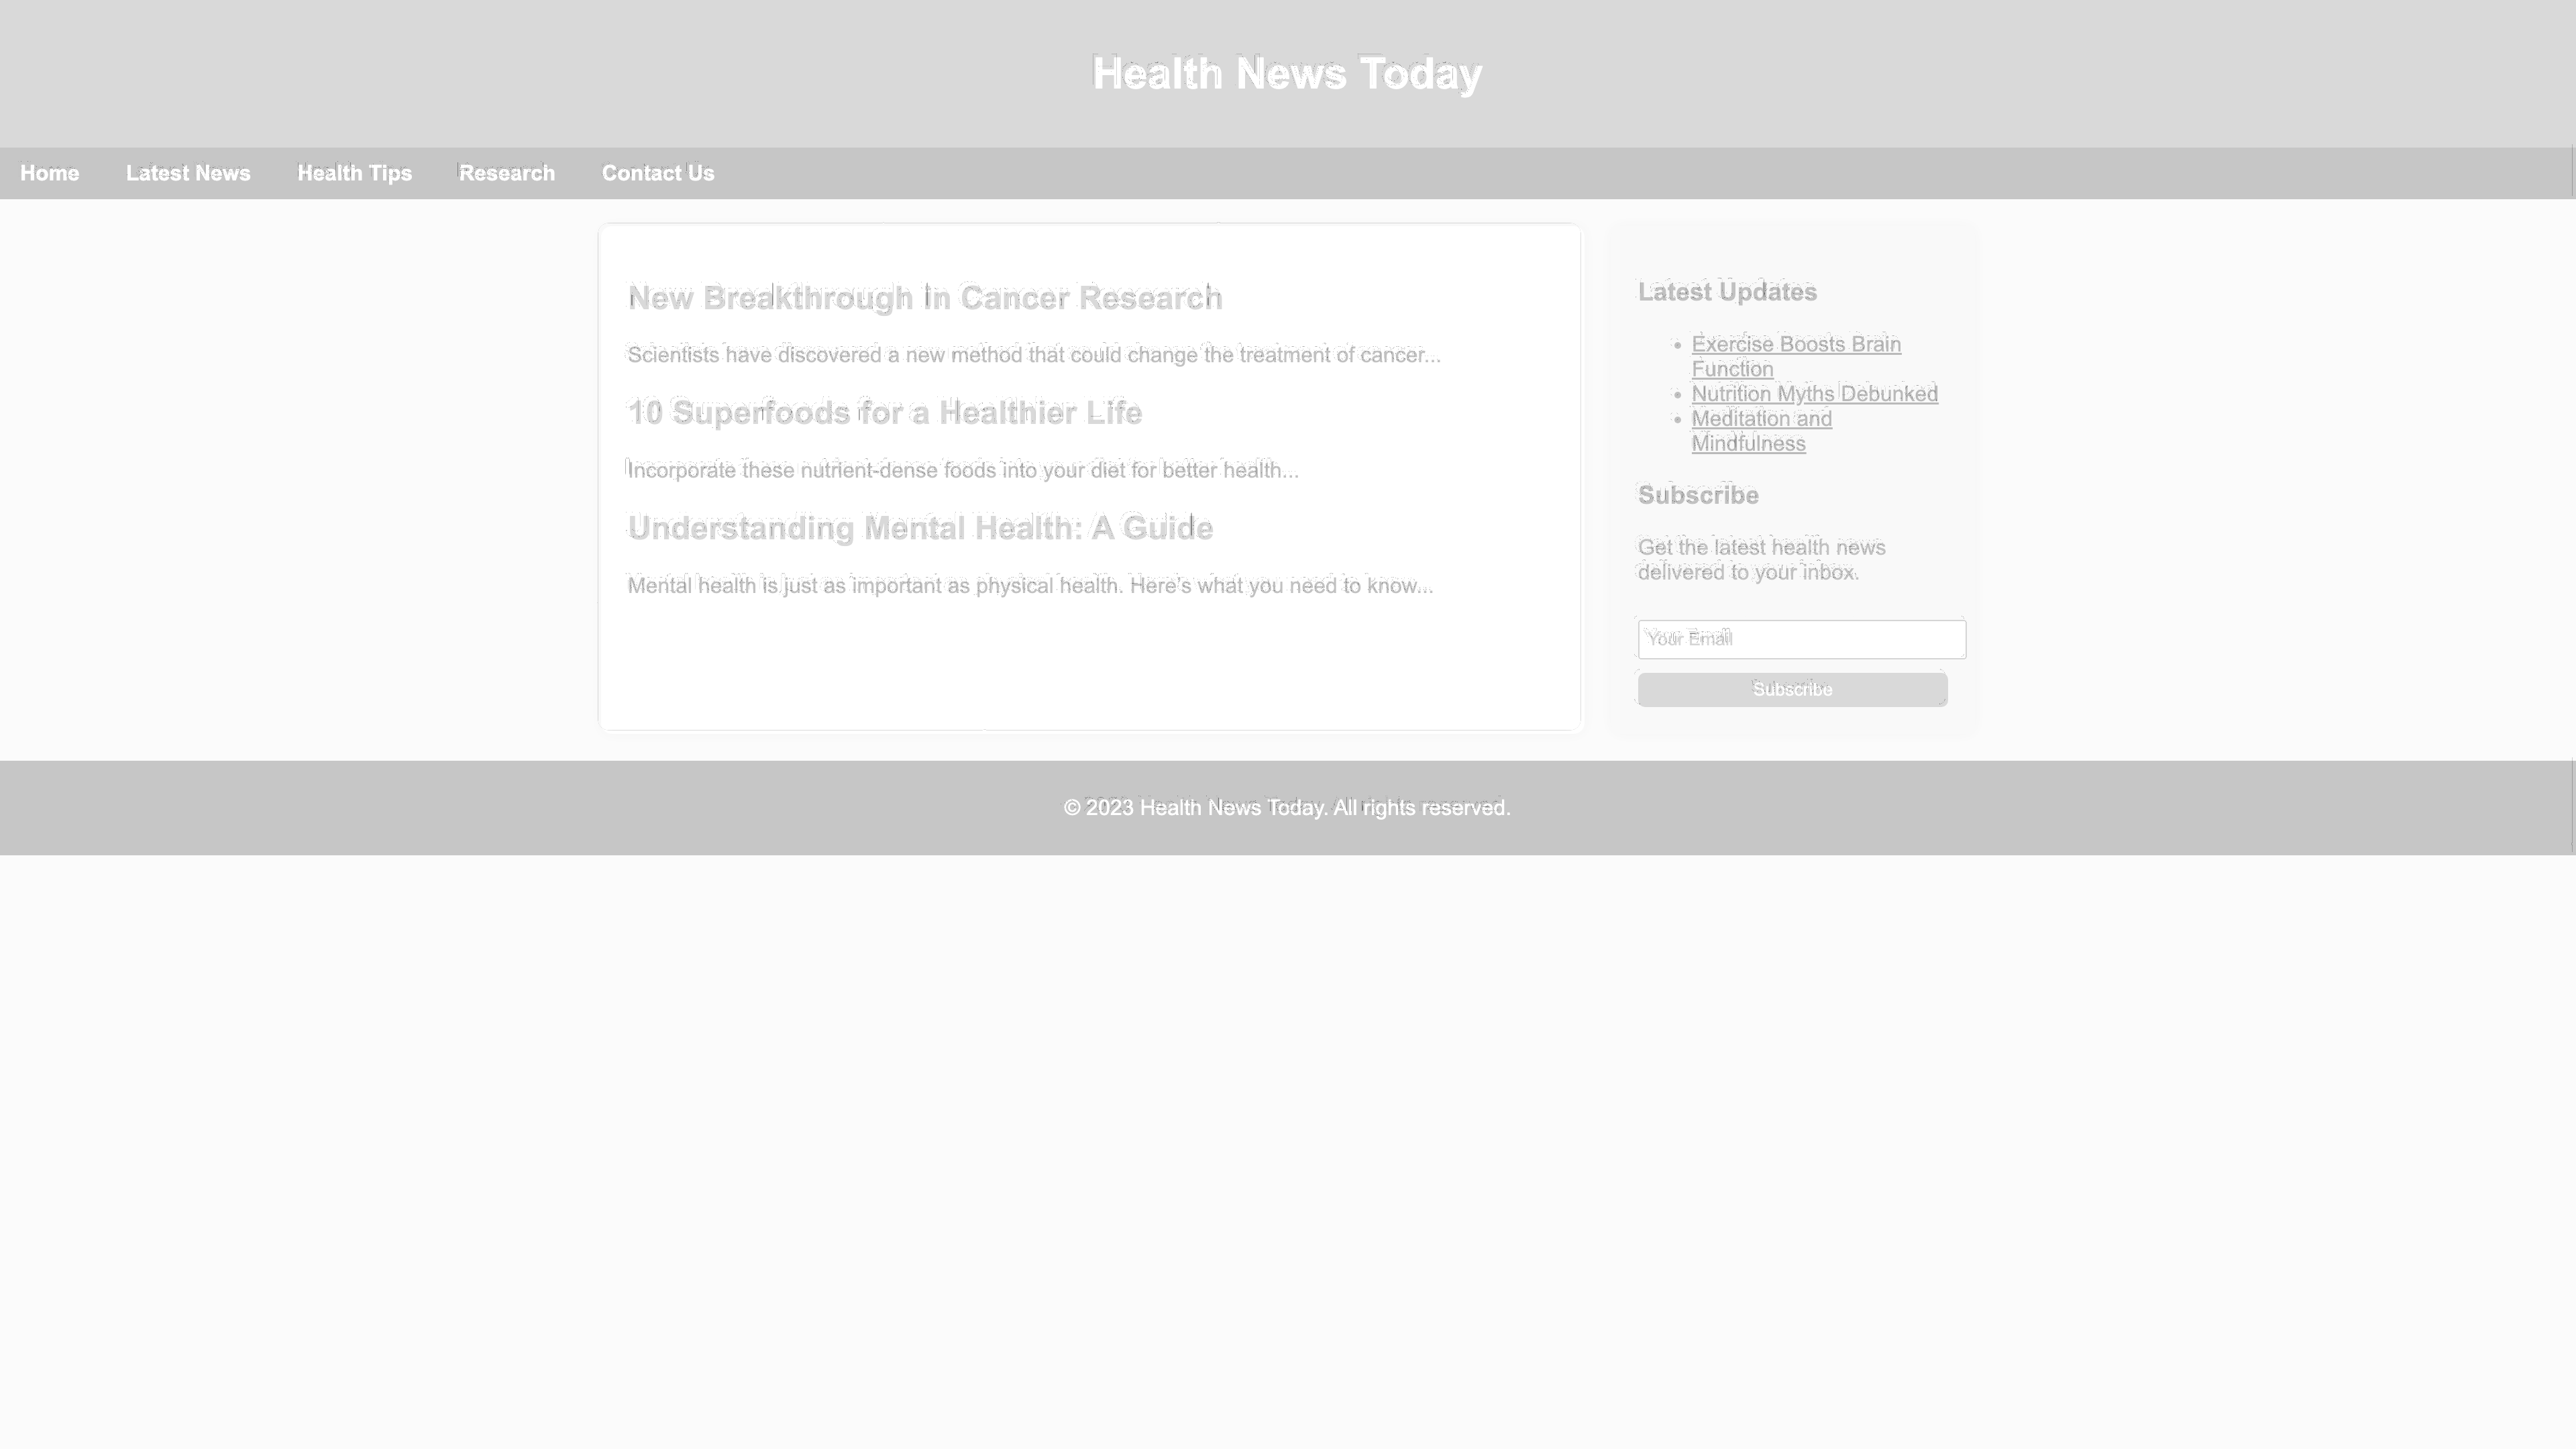 Health News Today
Home Latest News Health Tips Research Contact Us
New Breakthrough In Cancer Research
Scientists have discovered a new method that could change the treatment of cancer...
10 Superfoods for a Healthier Life
Incorporate these nutrient-dense foods into your diet for better health...
Understanding Mental Health: A Guide
Mental health is just as important as physical health. Here's what you need to know...
Latest Updates
Exercise Boosts Brain
Function
Nutrition Myths Debunked
Meditation and
Mindfulness
Subscribe
Get the latest health news
delivered to your inbox.
Your Email
Subscribe
© 2023 Health News Today. All rights reserved.